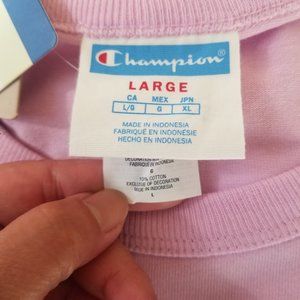 Champion
LARGE
CA MEX JPN
L/G G XL
MADE IN INDONESIA
FABRIQUÉ EN INDONÉSIE
HECHO EN INDONESIA
DECORATION
G
COTTON
EXCLUSIVE OF DECORATION
MADE IN INDONESIA
L